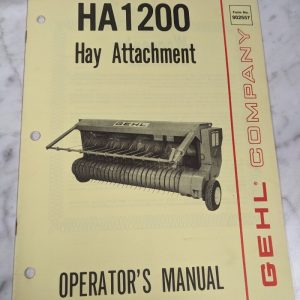 HA1200
Hay Attachment
Form No.
902557
GEHL
GEHL® COMPANY
OPERATOR'S MANUAL